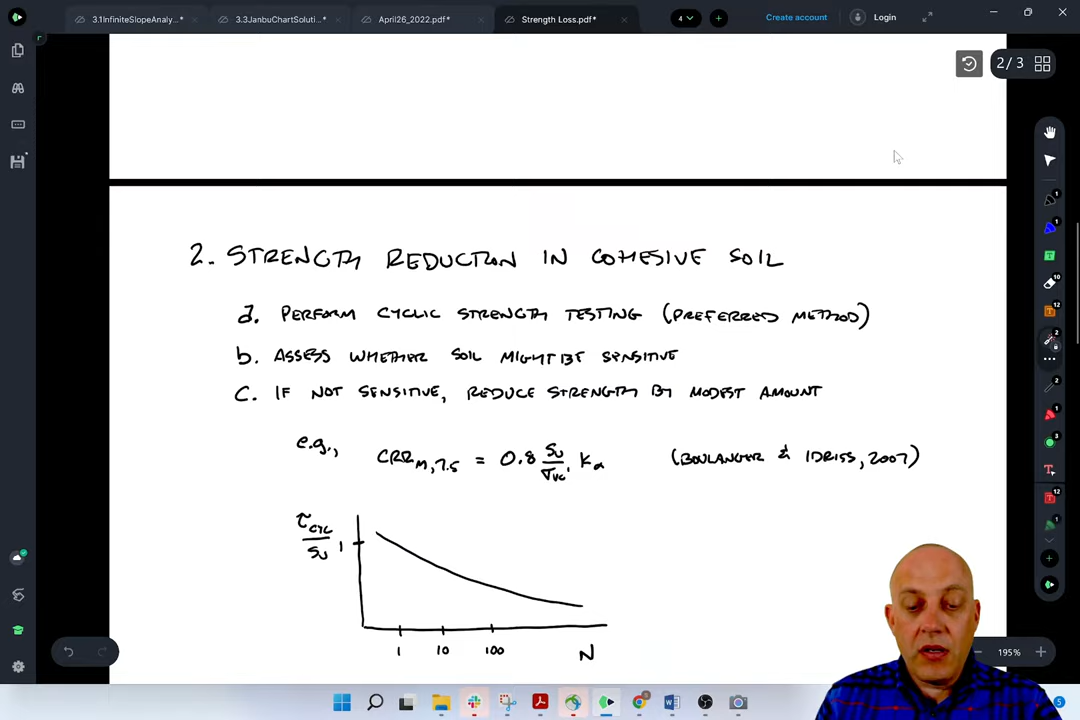 3.1InfiniteSlopeAnaly...*
3.3JanbuChartSoluti...*
April26_2022.pdf*
Strength Loss.pdf*
4
Create account
Login
2/3
2. STRENGTH REDUCTION IN COHESIVE SOIL
a. PERFORM CYCLIC STRENGTH TESTING (PREFERRED METHOD)
b. ASSESS WHETHER SOIL MIGHT BE SENSITIVE
c. IF NOT SENSITIVE, REDUCE STRENGTH BY MODEST AMOUNT
e.g., CRR M,7.5 = 0.8 Su/σvc' Kα (BOULANGER & IDRISS, 2007)
τcyc/Su
1
1 10 100 N
195%